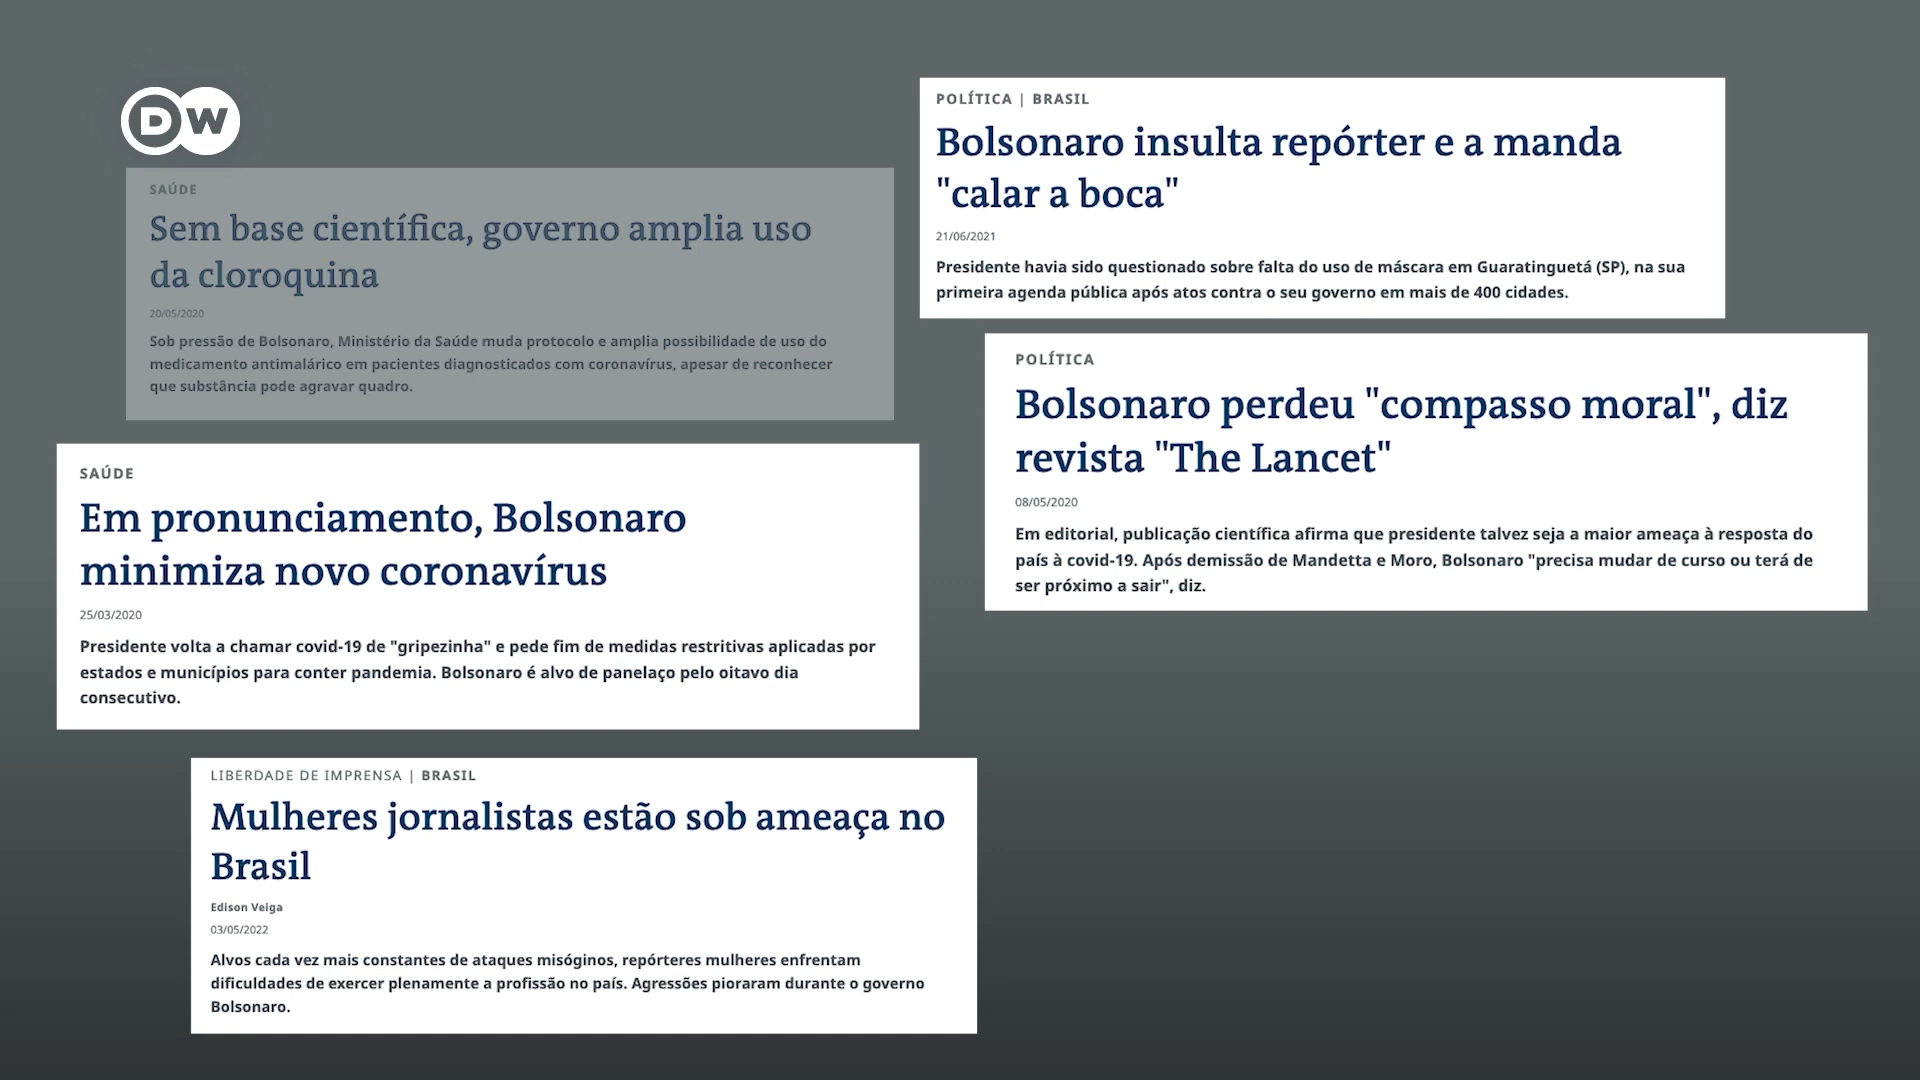 DW
SAÚDE
Sem base científica, governo amplia uso
da cloroquina
20/05/2020
Sob pressão de Bolsonaro, Ministério da Saúde muda protocolo e amplia possibilidade de uso do
medicamento antimalárico em pacientes diagnosticados com coronavírus, apesar de reconhecer
que substância pode agravar quadro.
SAÚDE
Em pronunciamento, Bolsonaro
minimiza novo coronavírus
25/03/2020
Presidente volta a chamar covid-19 de "gripezinha" e pede fim de medidas restritivas aplicadas por
estados e municípios para conter pandemia. Bolsonaro é alvo de panelaço pelo oitavo dia
consecutivo.
LIBERDADE DE IMPRENSA | BRASIL
Mulheres jornalistas estão sob ameaça no
Brasil
Edison Veiga
03/05/2022
Alvos cada vez mais constantes de ataques misóginos, repórteres mulheres enfrentam
dificuldades de exercer plenamente a profissão no país. Agressões pioraram durante o governo
Bolsonaro.
POLÍTICA | BRASIL
Bolsonaro insulta repórter e a manda
"calar a boca"
21/06/2021
Presidente havia sido questionado sobre falta do uso de máscara em Guaratinguetá (SP), na sua
primeira agenda pública após atos contra o seu governo em mais de 400 cidades.
POLÍTICA
Bolsonaro perdeu "compasso moral", diz
revista "The Lancet"
08/05/2020
Em editorial, publicação científica afirma que presidente talvez seja a maior ameaça à resposta do
país à covid-19. Após demissão de Mandetta e Moro, Bolsonaro "precisa mudar de curso ou terá de
ser próximo a sair", diz.